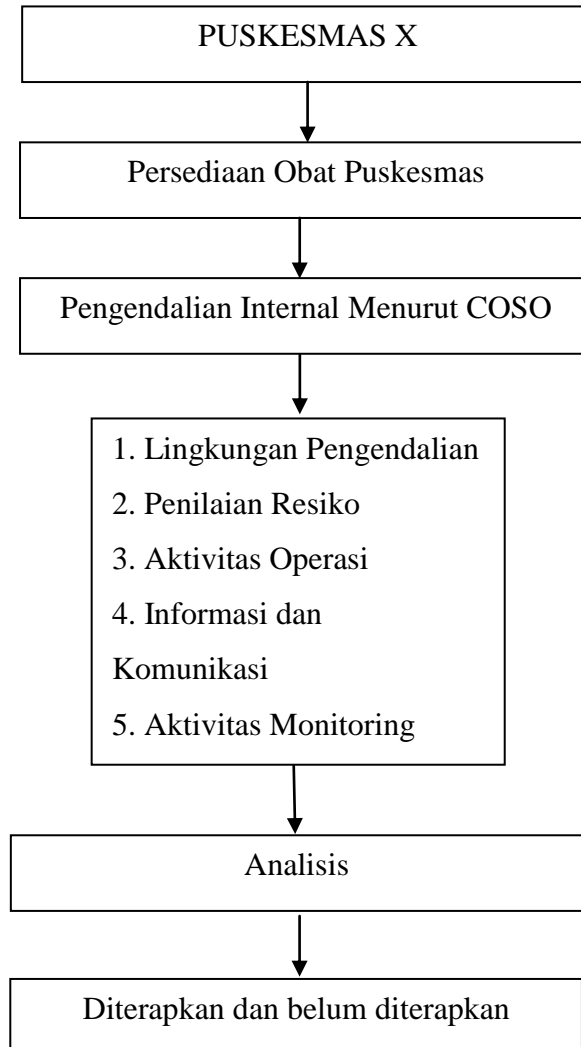 PUSKESMAS X
Persediaan Obat Puskesmas
Pengendalian Internal Menurut COSO
1. Lingkungan Pengendalian
2. Penilaian Resiko
3. Aktivitas Operasi
4. Informasi dan
Komunikasi
5. Aktivitas Monitoring
Analisis
Diterapkan dan belum diterapkan